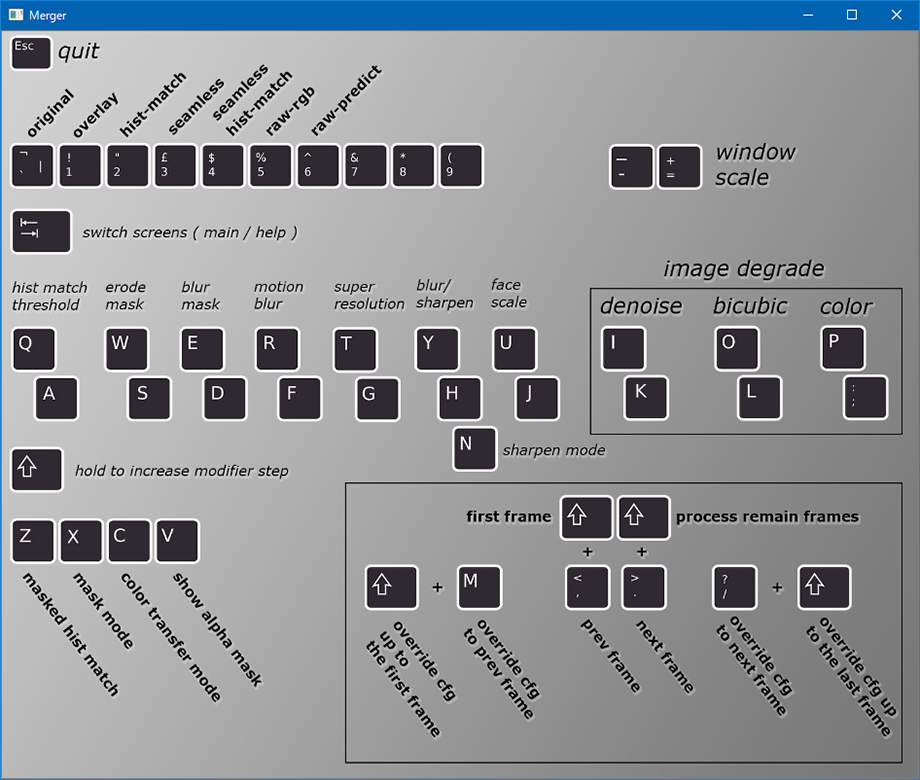 Merger
Esc
quit
original
overlay
hist-match
seamless
seamless
hist-match
raw-rgb
raw-predict
¬ ` |
! 1
" 2
£ 3
$ 4
% 5
^ 6
& 7
* 8
( 9
_ -
+ =
window
scale
switch screens ( main / help )
hist match
threshold
erode
mask
blur
mask
motion
blur
super
resolution
blur/
sharpen
face
scale
image degrade
denoise
bicubic
color
Q
W
E
R
T
Y
U
I
O
P
A
S
D
F
G
H
J
K
L
: ;
N
sharpen mode
hold to increase modifier step
first frame
process remain frames
Z
X
C
V
masked hist match
mask mode
color transfer mode
show alpha mask
+
+
+
M
< ,
> .
? /
+
override cfg
up to
the first frame
override cfg
to prev frame
prev frame
next frame
override cfg
to next frame
override cfg up
to the last frame